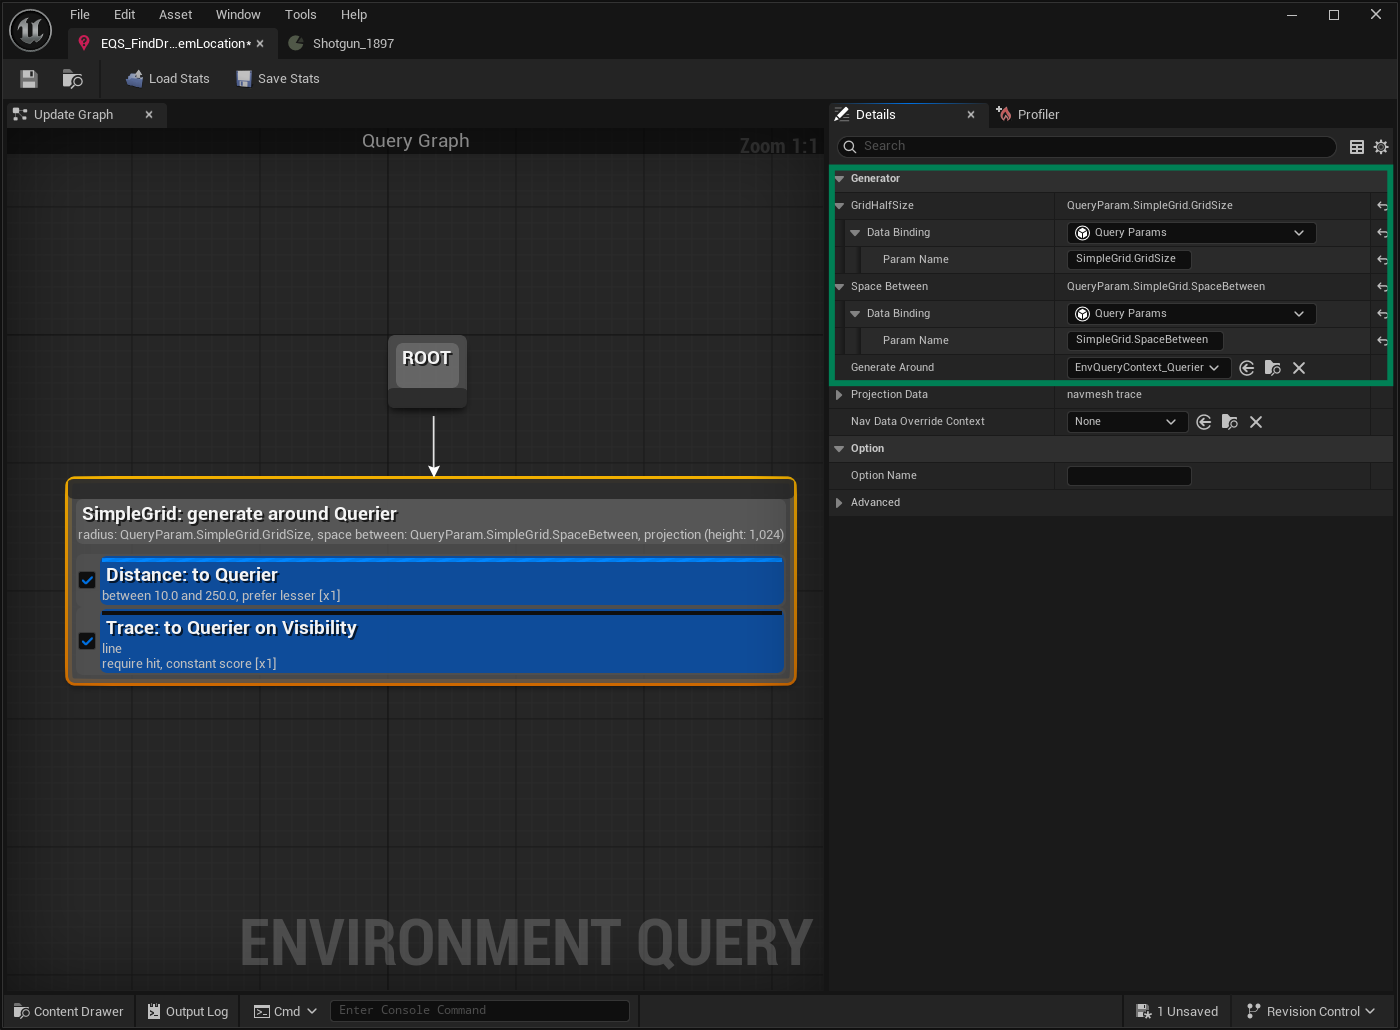 File Edit Asset Window Tools Help
EQS_FindDr...emLocation* Shotgun_1897
Load Stats Save Stats
Update Graph
Query Graph
Zoom 1:1
ROOT
SimpleGrid: generate around Querier
radius: QueryParam.SimpleGrid.GridSize, space between: QueryParam.SimpleGrid.SpaceBetween, projection (height: 1,024)
Distance: to Querier
between 10.0 and 250.0, prefer lesser [x1]
Trace: to Querier on Visibility
line
require hit, constant score [x1]
ENVIRONMENT QUERY
Details Profiler
Search
Generator
GridHalfSize QueryParam.SimpleGrid.GridSize
Data Binding Query Params
Param Name SimpleGrid.GridSize
Space Between QueryParam.SimpleGrid.SpaceBetween
Data Binding Query Params
Param Name SimpleGrid.SpaceBetween
Generate Around EnvQueryContext_Querier
Projection Data navmesh trace
Nav Data Override Context None
Option
Option Name
Advanced
Content Drawer Output Log Cmd Enter Console Command 1 Unsaved Revision Control